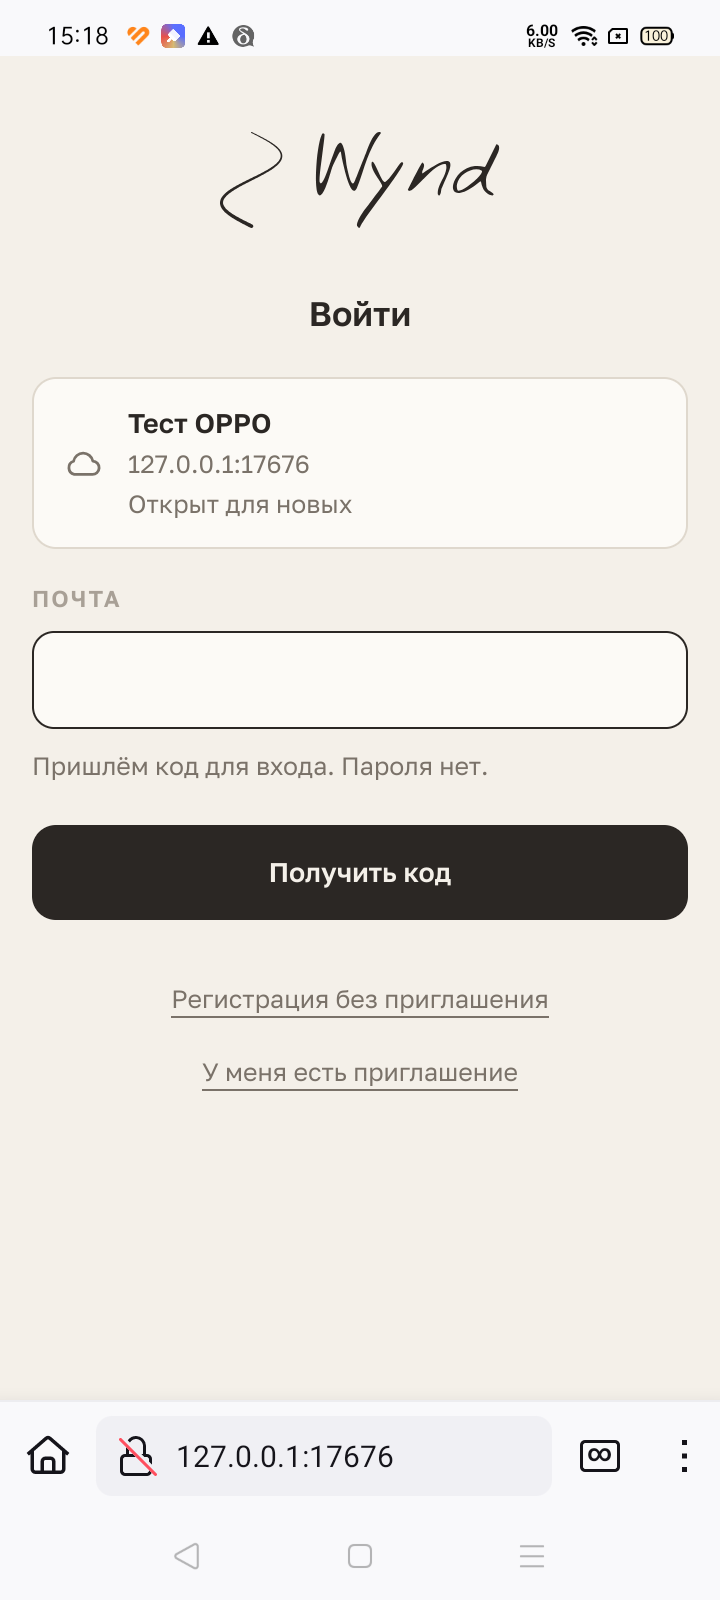 15:18
6.00
KB/S
100
Wynd
Войти
Тест OPPO
127.0.0.1:17676
Открыт для новых
ПОЧТА
Пришлём код для входа. Пароля нет.
Получить код
Регистрация без приглашения
У меня есть приглашение
127.0.0.1:17676